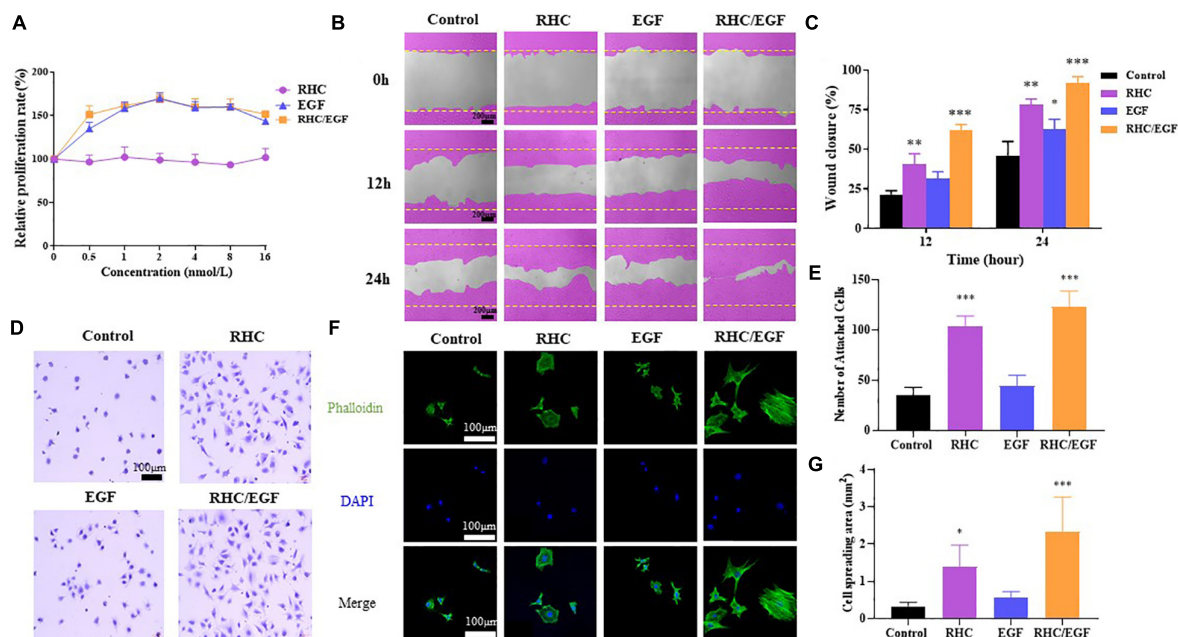 A
Relative proliferation rate (%)
200
150
100
50
0
0
0.5
1
2
4
8
16
Concentration (nmol/L)
RHC
EGF
RHC/EGF
B
Control
RHC
EGF
RHC/EGF
0h
12h
24h
200μm
200μm
200μm
C
Wound closure (%)
100
75
50
25
0
**
***
**
*
***
12
24
Time (hour)
Control
RHC
EGF
RHC/EGF
D
Control
RHC
100μm
EGF
RHC/EGF
F
RHC
EGF
RHC/EGF
Control
Phalloidin
DAPI
Merge
100μm
100μm
100μm
E
Nember of Attached Cells
150
100
50
0
***
***
Control
RHC
EGF
RHC/EGF
G
Cell spreading area (mm²)
4
3
2
1
0
*
***
Control
RHC
EGF
RHC/EGF